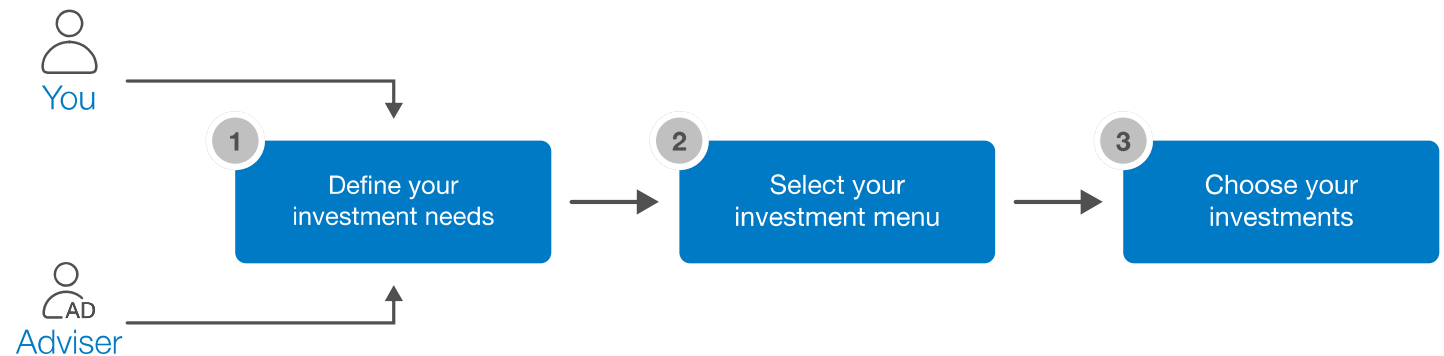 You
1
Define your
investment needs
2
Select your
investment menu
3
Choose your
investments
AD
Adviser